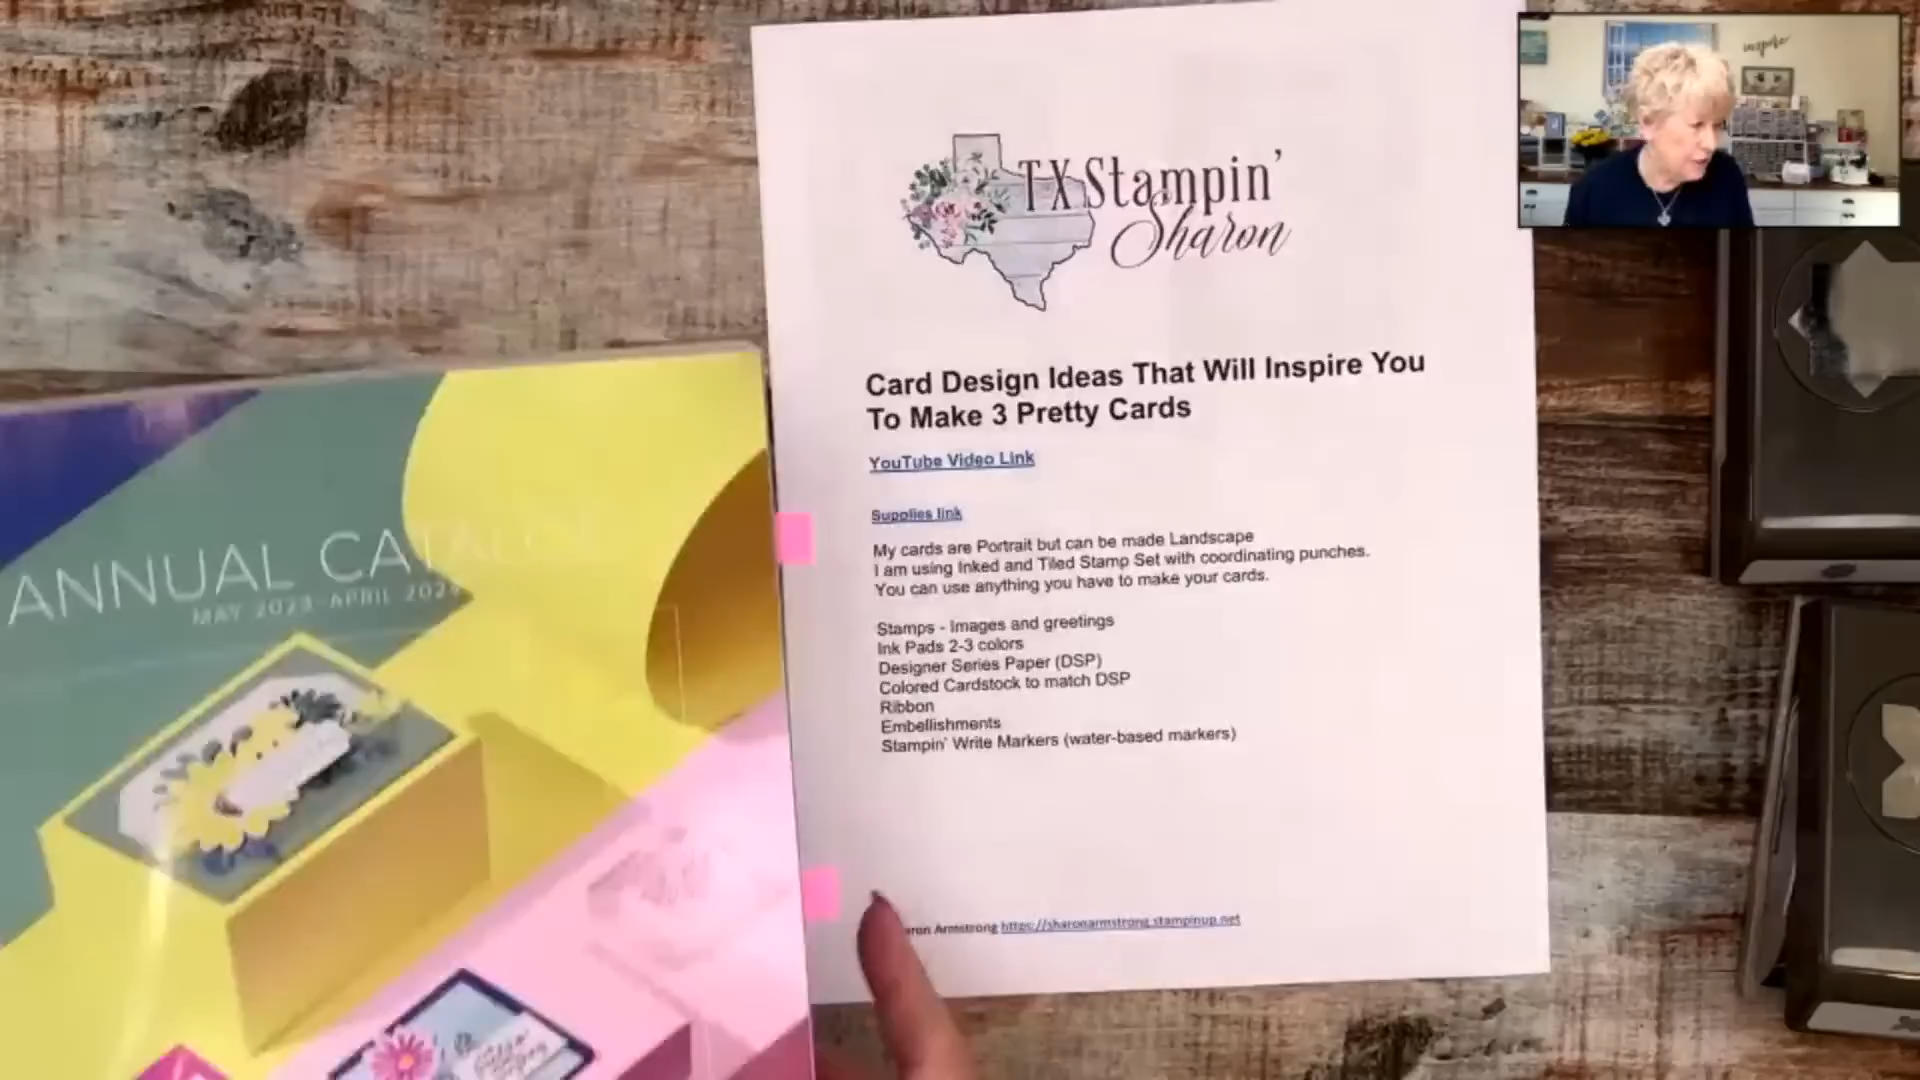 inspire
TX Stampin'
Sharon
Card Design Ideas That Will Inspire You
To Make 3 Pretty Cards
YouTube Video Link
Supplies link
My cards are Portrait but can be made Landscape
I am using Inked and Tiled Stamp Set with coordinating punches.
You can use anything you have to make your cards.
Stamps - Images and greetings
Ink Pads 2-3 colors
Designer Series Paper (DSP)
Colored Cardstock to match DSP
Ribbon
Embellishments
Stampin' Write Markers (water-based markers)
Armstrong https://sharonarmstrong.stampinup.net
ANNUAL CATALOG
MAY 2023–APRIL 2024